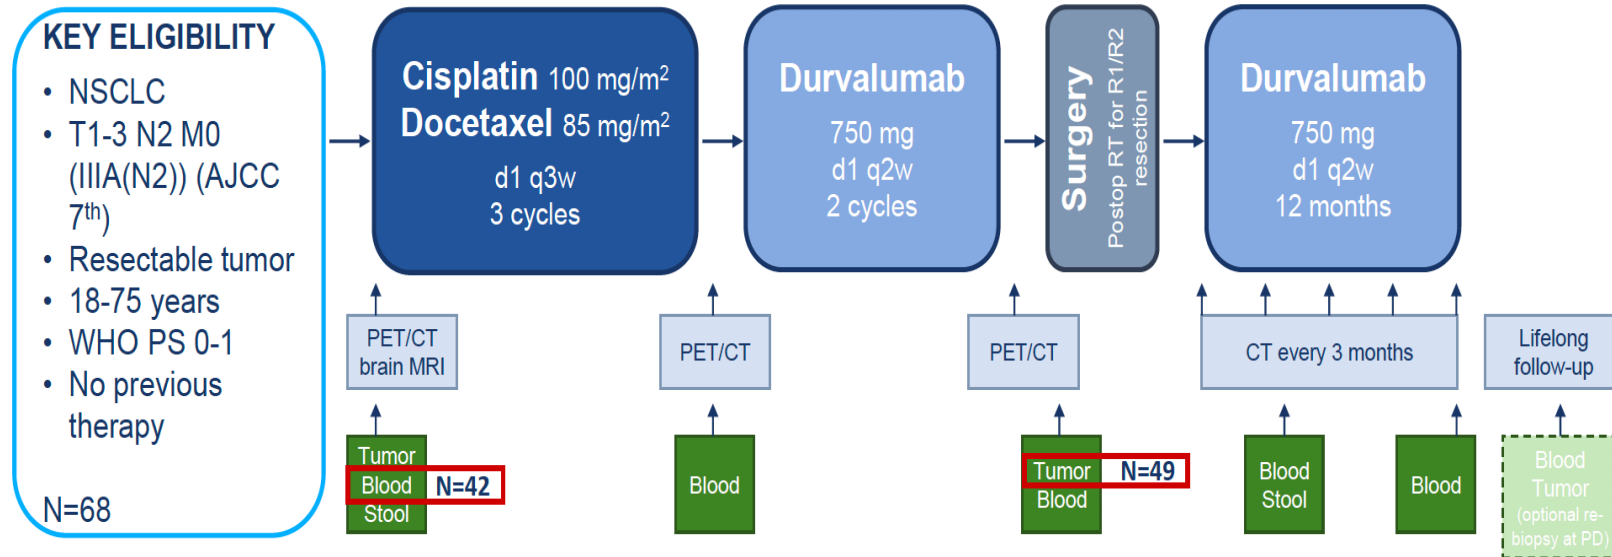 KEY ELIGIBILITY
• NSCLC
• T1-3 N2 M0
(IIIA(N2)) (AJCC
7th)
• Resectable tumor
• 18-75 years
• WHO PS 0-1
• No previous
therapy
N=68
Cisplatin 100 mg/m²
Docetaxel 85 mg/m²
d1 q3w
3 cycles
Durvalumab
750 mg
d1 q2w
2 cycles
Surgery
Postop RT for R1/R2
resection
Durvalumab
750 mg
d1 q2w
12 months
PET/CT
brain MRI
PET/CT
PET/CT
CT every 3 months
Lifelong
follow-up
Tumor
Blood N=42
Stool
Blood
Tumor N=49
Blood
Blood
Stool
Blood
Blood
Tumor
(optional re-
biopsy at PD)